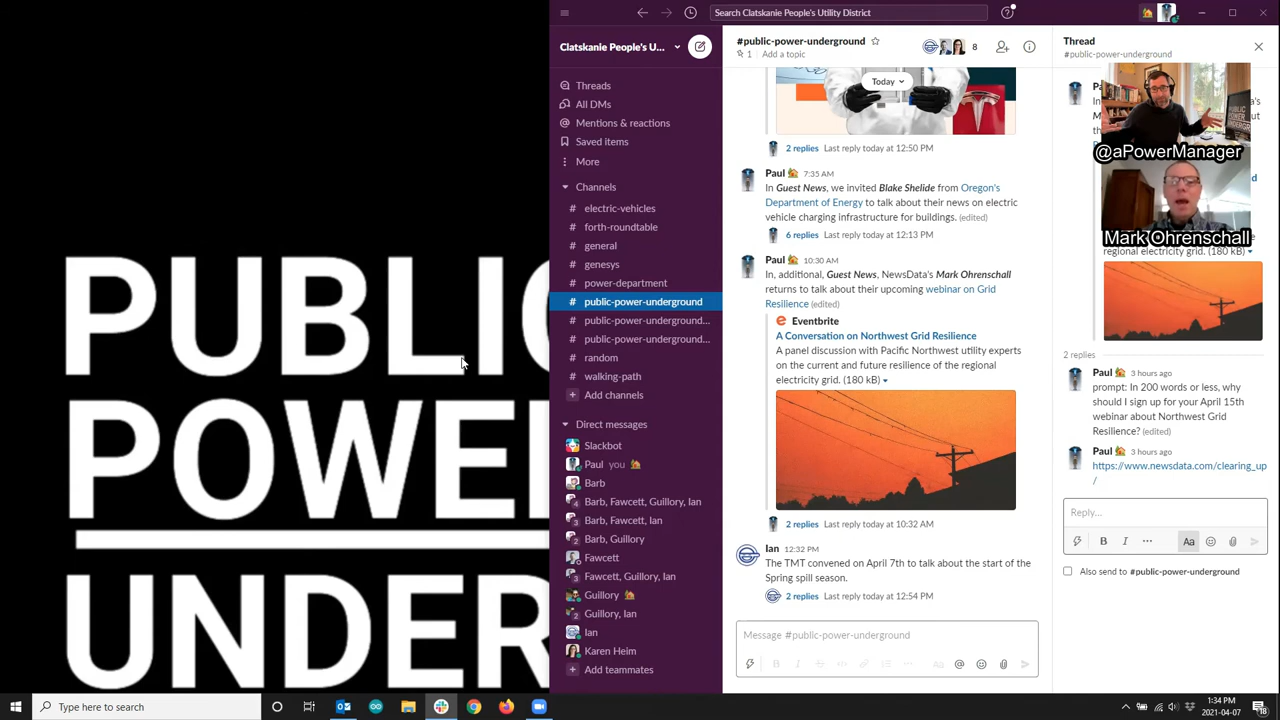 PUBLIC
POWER
UNDER
Search Clatskanie People's Utility District
Clatskanie People's U...
Threads
All DMs
Mentions & reactions
Saved items
More
Channels
# electric-vehicles
# forth-roundtable
# general
# genesys
# power-department
# public-power-underground
# public-power-underground...
# public-power-underground...
# random
# walking-path
+ Add channels
Direct messages
Slackbot
Paul you
Barb
4 Barb, Fawcett, Guillory, Ian
3 Barb, Fawcett, Ian
2 Barb, Guillory
Fawcett
3 Fawcett, Guillory, Ian
Guillory
2 Guillory, Ian
Ian
Karen Heim
+ Add teammates
#public-power-underground
1 Add a topic
8
Today
2 replies Last reply today at 12:50 PM
Paul 7:35 AM
In Guest News, we invited Blake Shelide from Oregon's
Department of Energy to talk about their news on electric
vehicle charging infrastructure for buildings. (edited)
6 replies Last reply today at 12:13 PM
Paul 10:30 AM
In, additional, Guest News, NewsData's Mark Ohrenschall
returns to talk about their upcoming webinar on Grid
Resilience (edited)
Eventbrite
A Conversation on Northwest Grid Resilience
A panel discussion with Pacific Northwest utility experts
on the current and future resilience of the regional
electricity grid. (180 kB)
2 replies Last reply today at 10:32 AM
Ian 12:32 PM
The TMT convened on April 7th to talk about the start of the
Spring spill season.
2 replies Last reply today at 12:54 PM
Message #public-power-underground
Aa @
Thread
#public-power-underground
PUBLIC
POWER
UNDERGROUND
@aPowerManager
Mark Ohrenschall
regional electricity grid. (180 kB)
2 replies
Paul 3 hours ago
prompt: In 200 words or less, why
should I sign up for your April 15th
webinar about Northwest Grid
Resilience? (edited)
Paul 3 hours ago
https://www.newsdata.com/clearing_up
/
Reply...
B I ... Aa
Also send to #public-power-underground
Type here to search
1:34 PM
2021-04-07
18